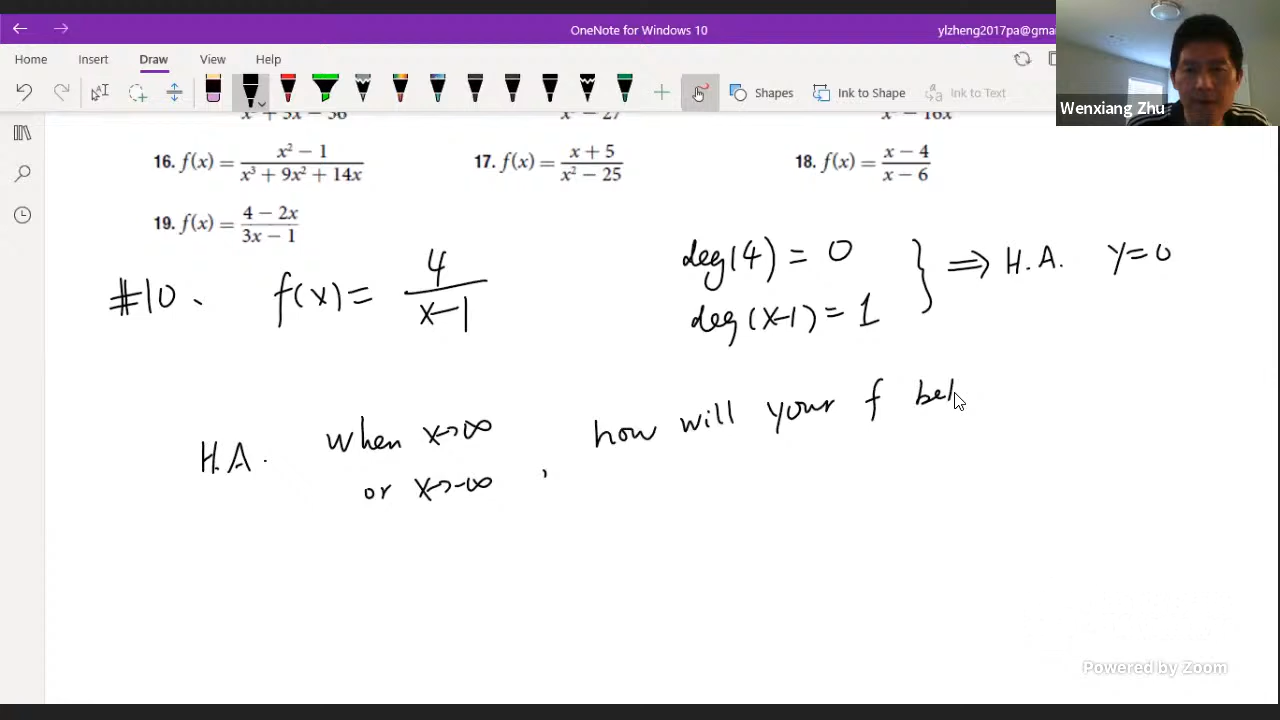 OneNote for Windows 10
ylzheng2017pa@gma
Home Insert Draw View Help
Shapes
Ink to Shape
Ink to Text
Wenxiang Zhu
16. f(x) = (x² − 1)/(x³ + 9x² + 14x)
17. f(x) = (x + 5)/(x² − 25)
18. f(x) = (x − 4)/(x − 6)
19. f(x) = (4 − 2x)/(3x − 1)
#10. f(x) = 4/(x−1)
deg(4) = 0
deg(x−1) = 1
} ⇒ H.A. y=0
H.A. when x→∞
or x→−∞ , how will your f beh
Powered by Zoom